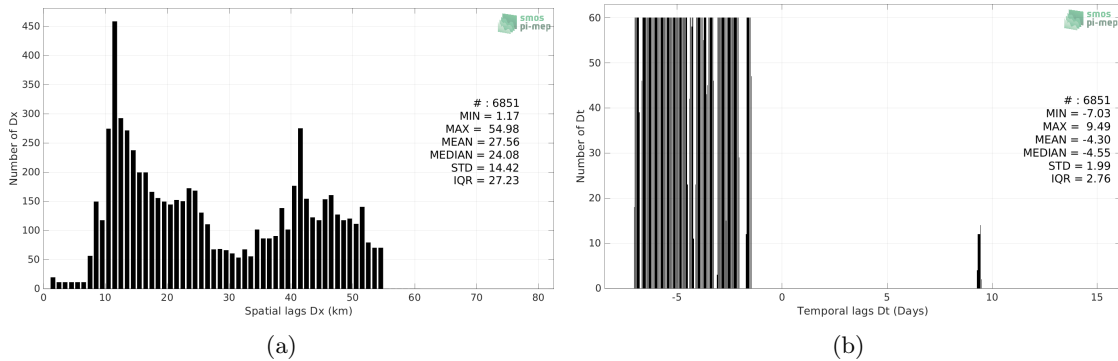 smos
pi-mep
450
400
350
300
250
200
150
100
50
0
Number of Dx
# : 6851
MIN = 1.17
MAX = 54.98
MEAN = 27.56
MEDIAN = 24.08
STD = 14.42
IQR = 27.23
0 10 20 30 40 50 60 70 80
Spatial lags Dx (km)
(a)
smos
pi-mep
60
50
40
30
20
10
0
Number of Dt
# : 6851
MIN = -7.03
MAX = 9.49
MEAN = -4.30
MEDIAN = -4.55
STD = 1.99
IQR = 2.76
-5 0 5 10 15
Temporal lags Dt (Days)
(b)